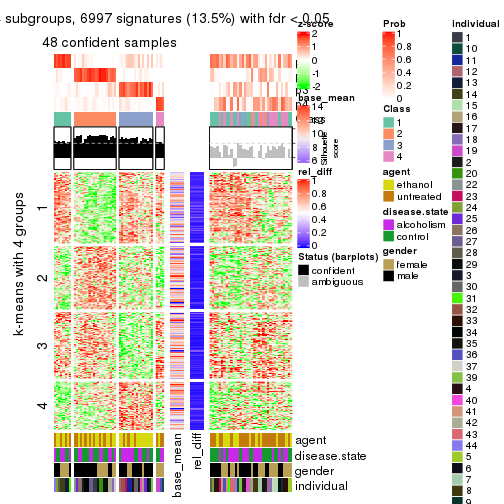 subgroups, 6997 signatures (13.5%) with fdr < 0.05
48 confident samples
k-means with 4 groups
1
2
3
4
base_mean
rel_diff
agent
disease.state
gender
individual
Silhouette
score
z-score
2
1
0
-1
-2
base_mean
14
12
10
8
6
rel_diff
1
0.8
0.6
0.4
0.2
0
Status (barplots)
confident
ambiguous
Prob
1
0.8
0.6
0.4
0.2
0
Class
1
2
3
4
agent
ethanol
untreated
disease.state
alcoholism
control
gender
female
male
individual
1
10
11
12
13
14
15
16
17
18
19
2
20
22
23
24
25
26
27
28
29
3
30
31
32
33
34
35
36
37
39
4
40
41
42
43
44
5
6
7
8
9